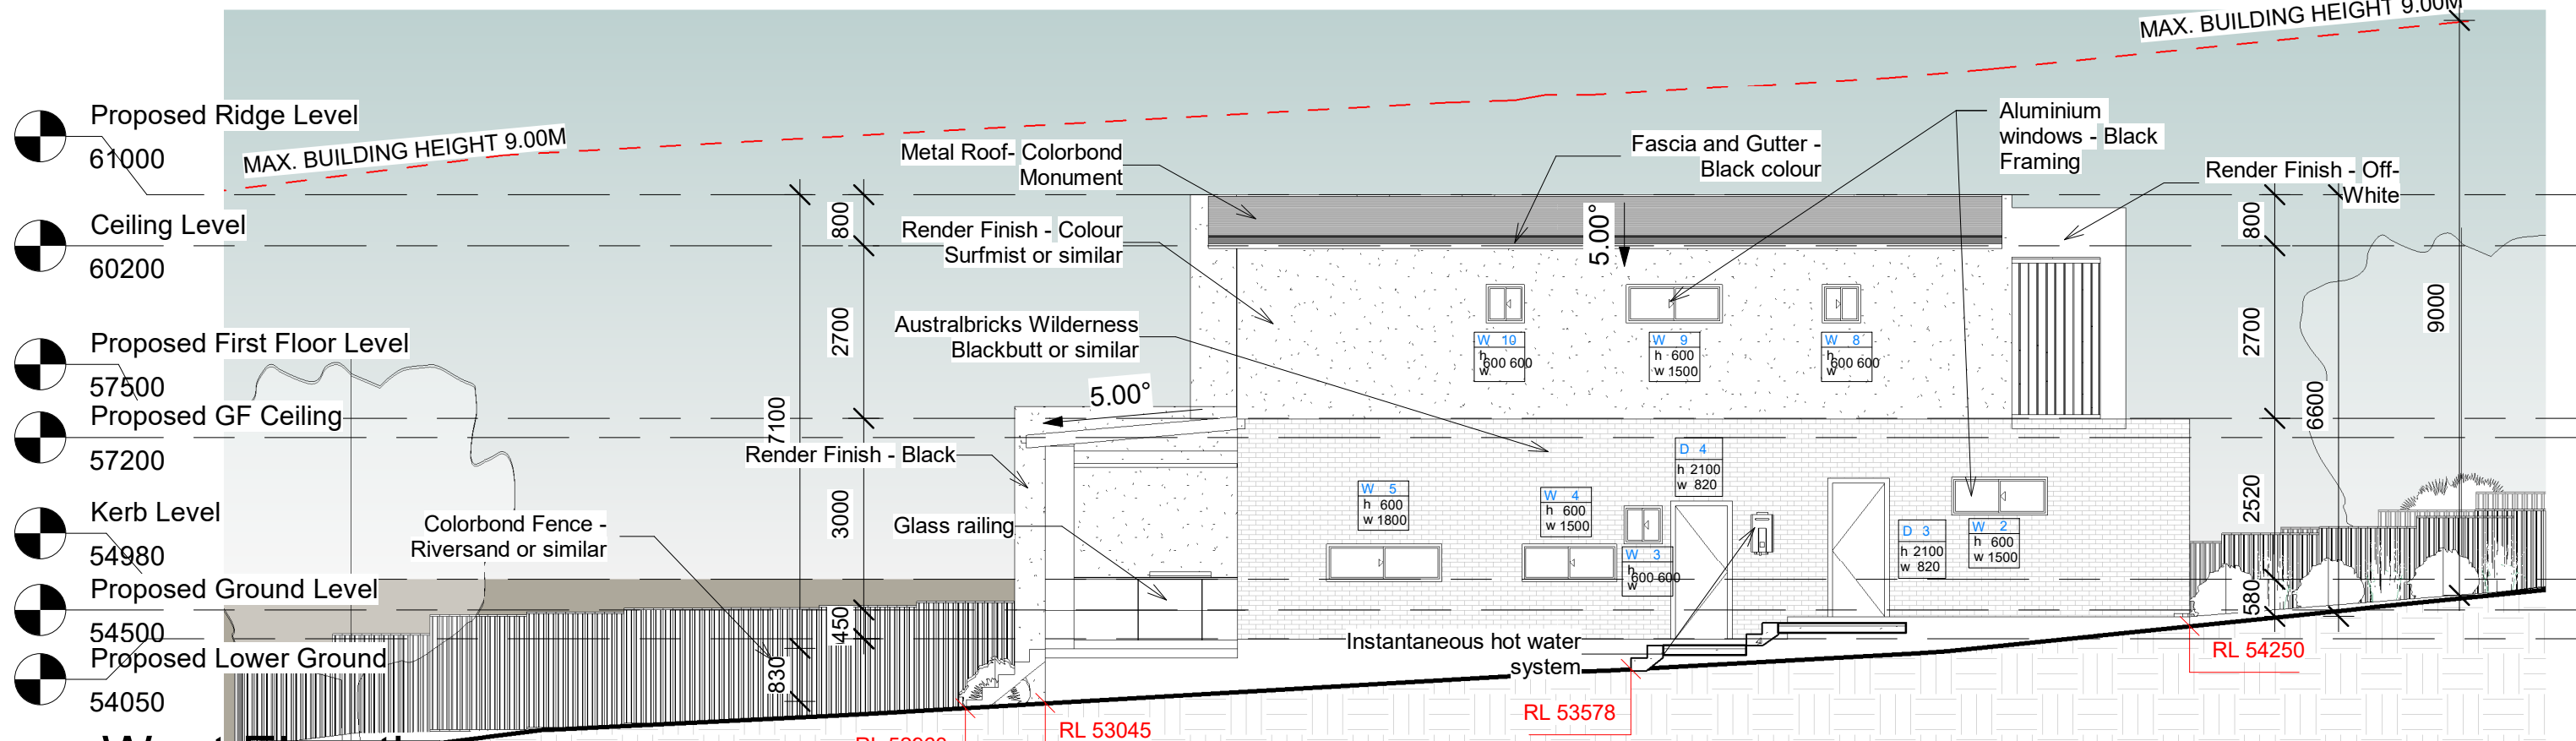 MAX. BUILDING HEIGHT 9.00M
Proposed Ridge Level
61000
MAX. BUILDING HEIGHT 9.00M
Ceiling Level
60200
Proposed First Floor Level
57500
Proposed GF Ceiling
57200
Kerb Level
54980
Proposed Ground Level
54500
Proposed Lower Ground
54050
Metal Roof- Colorbond
Monument
Render Finish - Colour
Surfmist or similar
Australbricks Wilderness
Blackbutt or similar
Render Finish - Black
Glass railing
Colorbond Fence -
Riversand or similar
Fascia and Gutter -
Black colour
Aluminium
windows - Black
Framing
Render Finish - Off-
White
800
2700
7100
3000
450
830
5.00°
5.00°
W 10
h
600 600
w
W 9
h 600
w 1500
W 8
h
600 600
w
D 4
h 2100
w 820
W 5
h 600
w 1800
W 4
h 600
w 1500
W 3
h
600 600
w
D 3
h 2100
w 820
W 2
h 600
w 1500
Instantaneous hot water
system
800
2700
2520
580
6600
9000
RL 53045
RL 53578
RL 54250